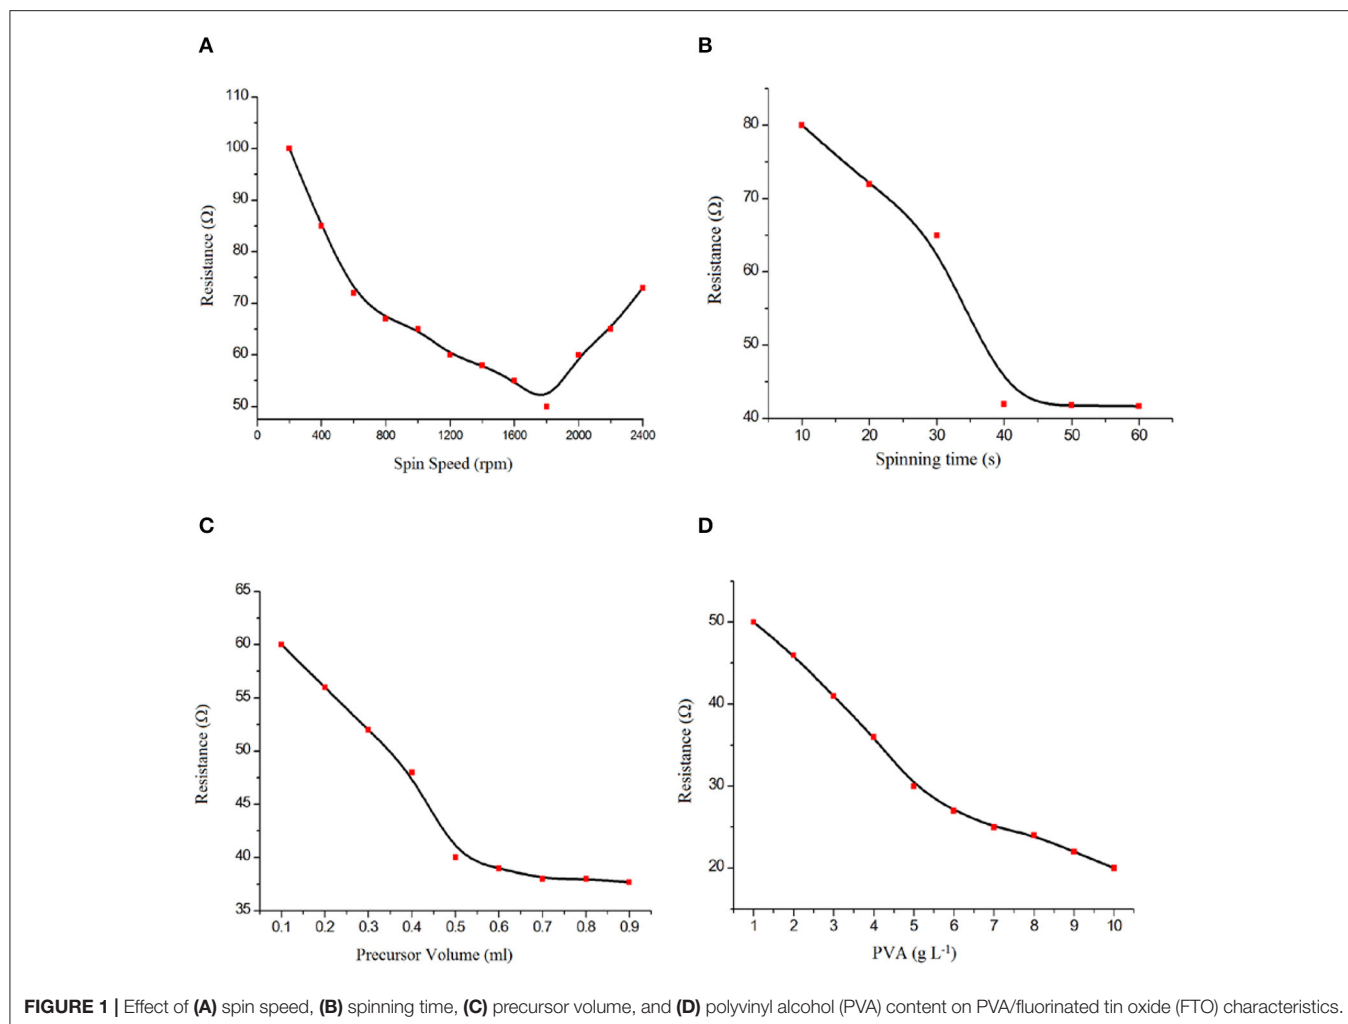 A
110
100
90
80
70
60
50
Resistance (Ω)
0 400 800 1200 1600 2000 2400
Spin Speed (rpm)
B
80
70
60
50
40
Resistance (Ω)
10 20 30 40 50 60
Spinning time (s)
C
65
60
55
50
45
40
35
Resistance (Ω)
0.1 0.2 0.3 0.4 0.5 0.6 0.7 0.8 0.9
Precursor Volume (ml)
D
50
40
30
20
Resistance (Ω)
1 2 3 4 5 6 7 8 9 10
PVA (g L⁻¹)
FIGURE 1 | Effect of (A) spin speed, (B) spinning time, (C) precursor volume, and (D) polyvinyl alcohol (PVA) content on PVA/fluorinated tin oxide (FTO) characteristics.